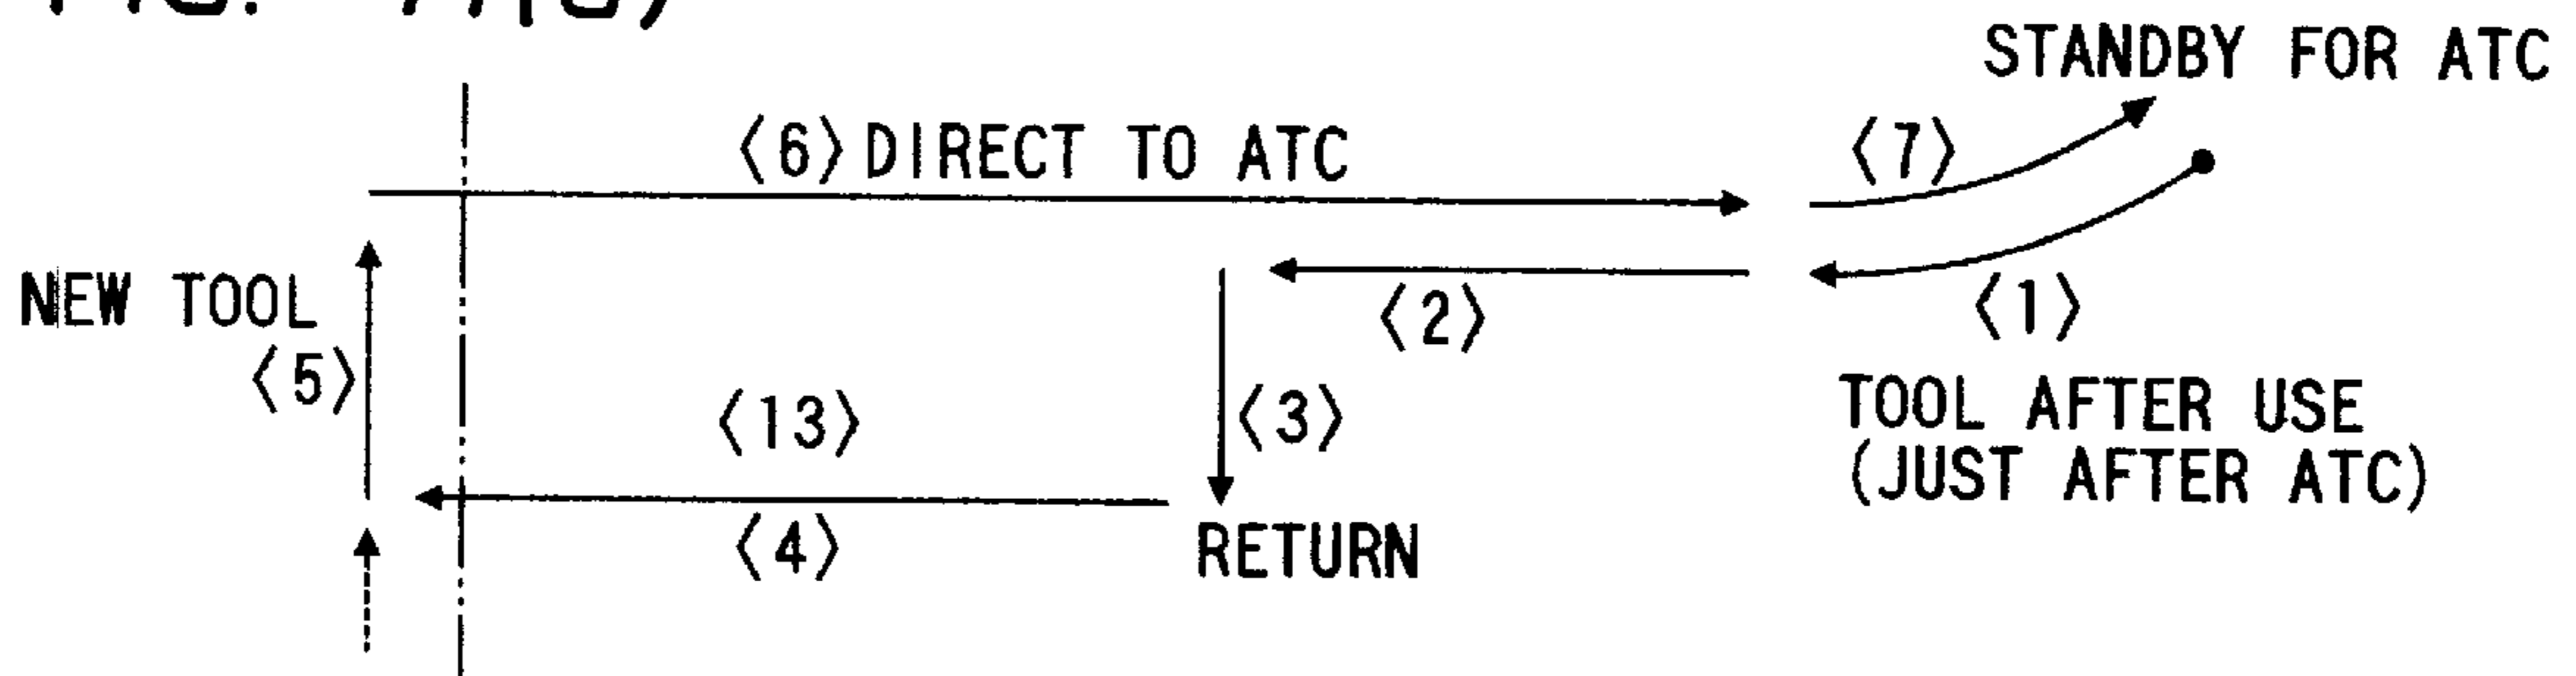 STANDBY FOR ATC
〈6〉DIRECT TO ATC
〈7〉
NEW TOOL
〈5〉
〈2〉
〈1〉
〈13〉
〈3〉
TOOL AFTER USE
(JUST AFTER ATC)
〈4〉
RETURN